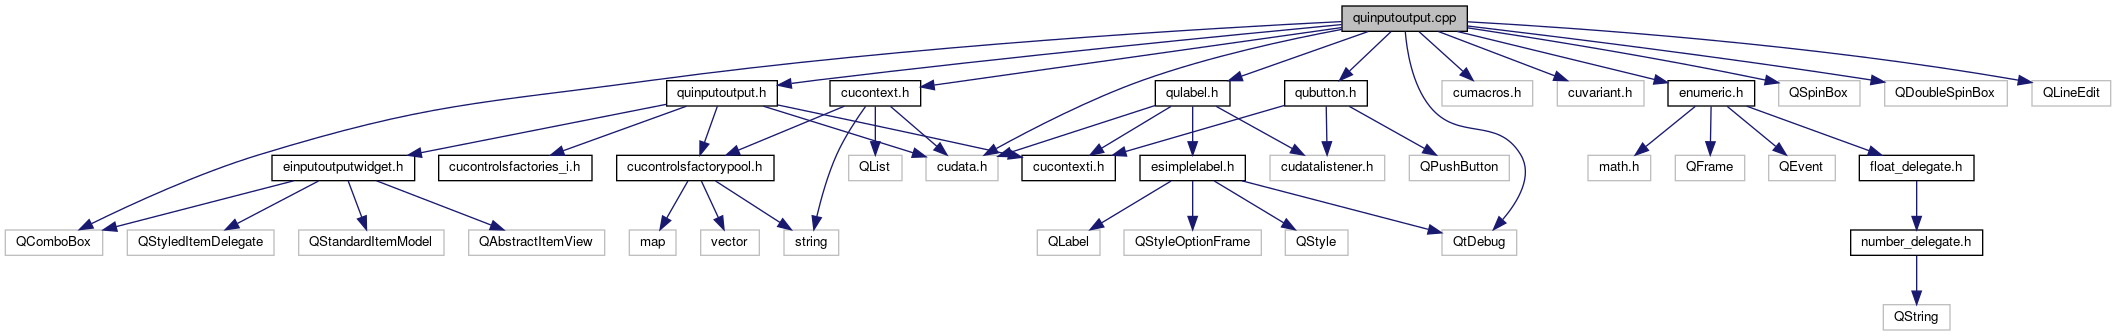 quinputoutput.cpp
quinputoutput.h
cucontext.h
qulabel.h
qubutton.h
cumacros.h
cuvariant.h
enumeric.h
QSpinBox
QDoubleSpinBox
QLineEdit
einputoutputwidget.h
cucontrolsfactories_i.h
cucontrolsfactorypool.h
QList
cudata.h
cucontexti.h
esimplelabel.h
cudatalistener.h
QPushButton
math.h
QFrame
QEvent
float_delegate.h
QComboBox
QStyledItemDelegate
QStandardItemModel
QAbstractItemView
map
vector
string
QLabel
QStyleOptionFrame
QStyle
QtDebug
number_delegate.h
QString